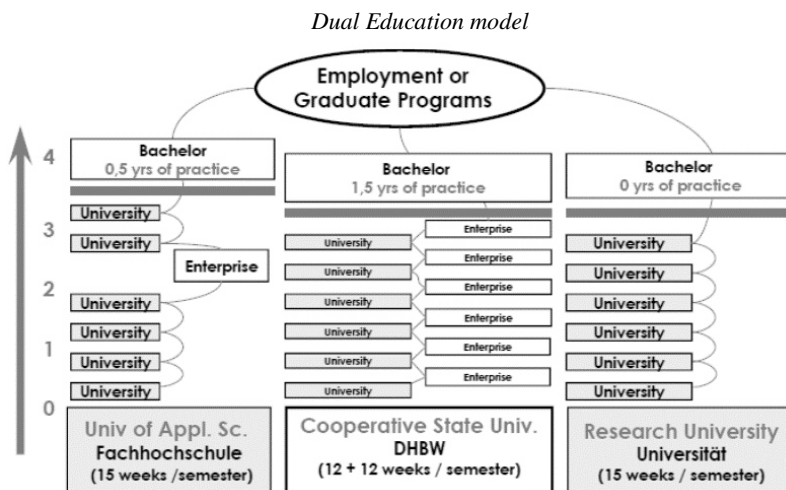 Dual Education model
Employment or
Graduate Programs
4
3
2
1
0
Bachelor
0,5 yrs of practice
University
University
Enterprise
University
University
University
University
Univ of Appl. Sc.
Fachhochschule
(15 weeks /semester)
Bachelor
1,5 yrs of practice
Enterprise
University
Enterprise
University
Enterprise
University
Enterprise
University
Enterprise
University
Enterprise
University
Cooperative State Univ.
DHBW
(12 + 12 weeks / semester)
Bachelor
0 yrs of practice
University
University
University
University
University
University
Research University
Universität
(15 weeks / semester)